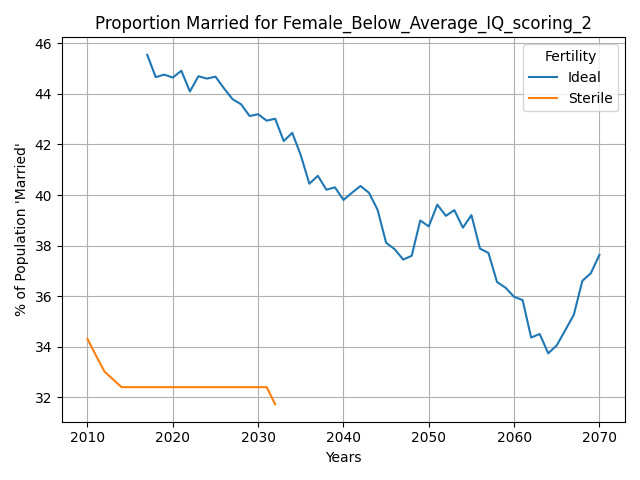 Proportion Married for Female_Below_Average_IQ_scoring_2
% of Population 'Married'
46
44
42
40
38
36
34
32
Fertility
Ideal
Sterile
2010 2020 2030 2040 2050 2060 2070
Years